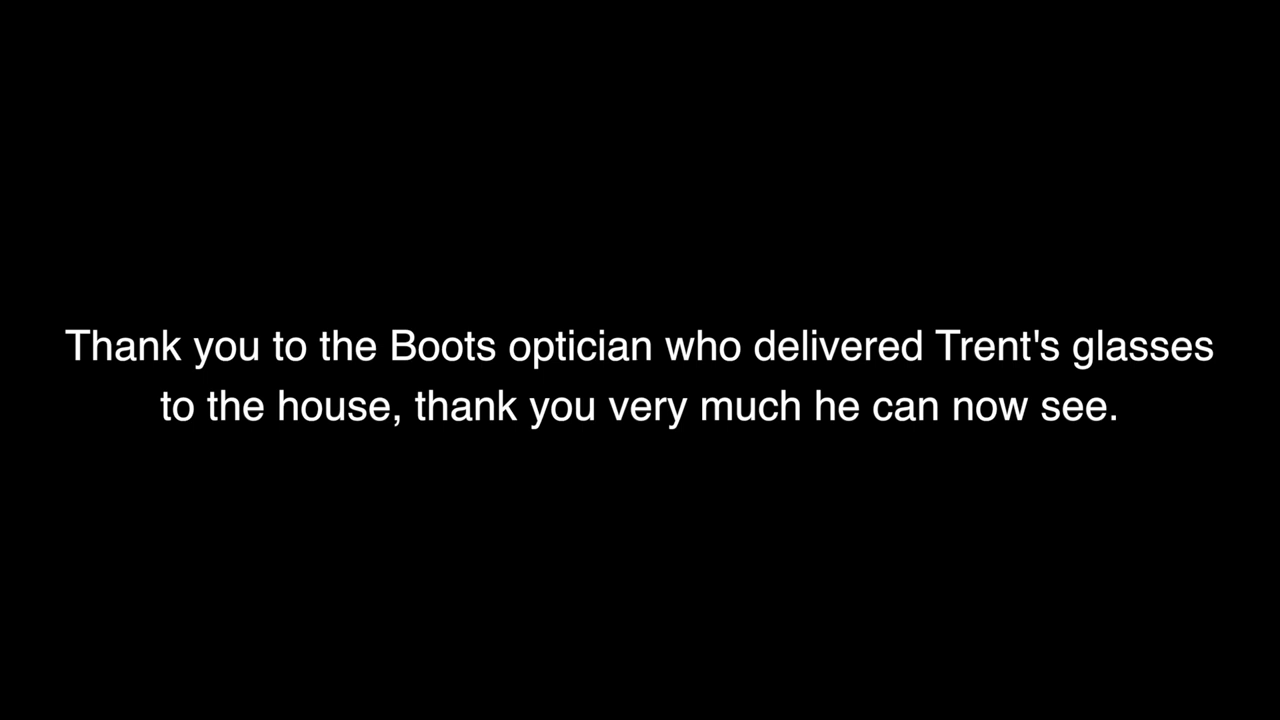 Thank you to the Boots optician who delivered Trent's glasses
to the house, thank you very much he can now see.